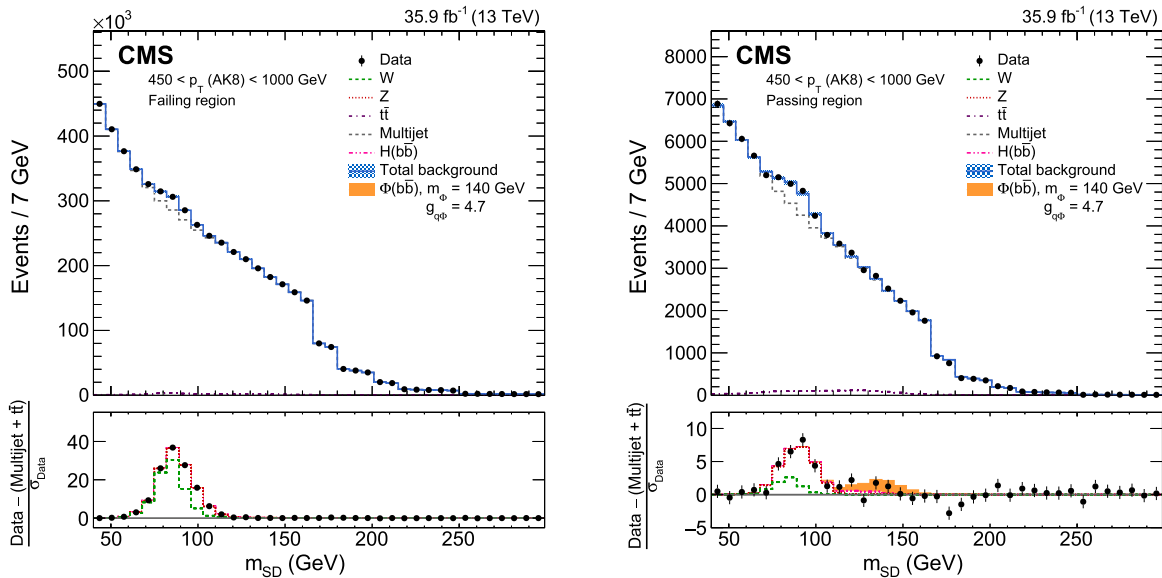 35.9 fb⁻¹ (13 TeV)
×10³
CMS
450 < p_T (AK8) < 1000 GeV
Failing region
Data
W
Z
tt̄
Multijet
H(bb̄)
Total background
Φ(bb̄), m_Φ = 140 GeV
g_qΦ = 4.7
Events / 7 GeV
500
400
300
200
100
0
Data − (Multijet + tt̄)
σ_Data
40
20
0
50 100 150 200 250
m_SD (GeV)
35.9 fb⁻¹ (13 TeV)
CMS
450 < p_T (AK8) < 1000 GeV
Passing region
Data
W
Z
tt̄
Multijet
H(bb̄)
Total background
Φ(bb̄), m_Φ = 140 GeV
g_qΦ = 4.7
Events / 7 GeV
8000
7000
6000
5000
4000
3000
2000
1000
0
Data − (Multijet + tt̄)
σ_Data
10
5
0
−5
50 100 150 200 250
m_SD (GeV)